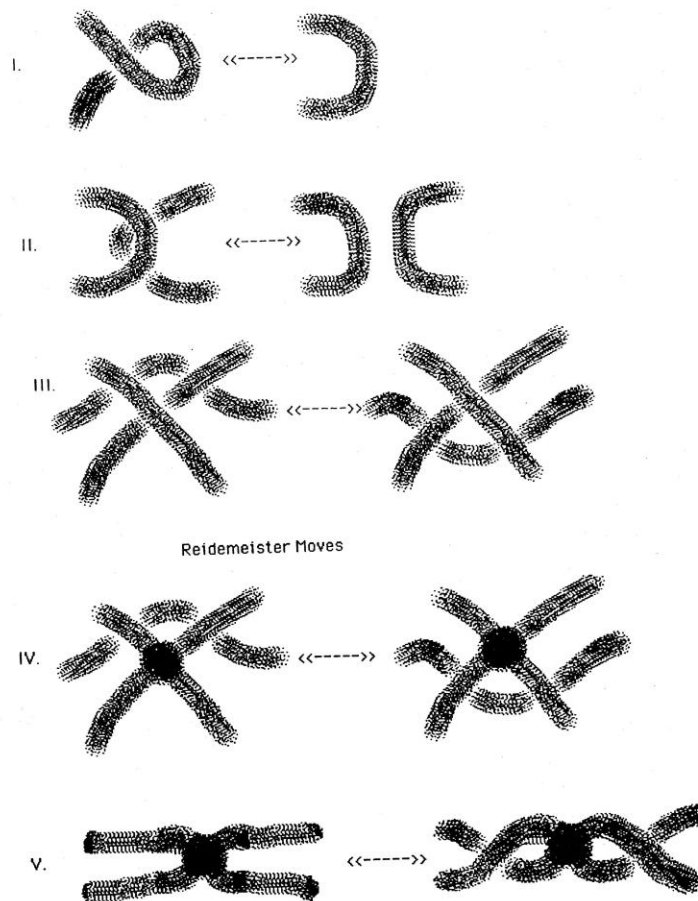 I.
<<----->>
II.
<<----->>
III.
<<----->>
Reidemeister Moves
IV.
<<----->>
V.
<<----->>